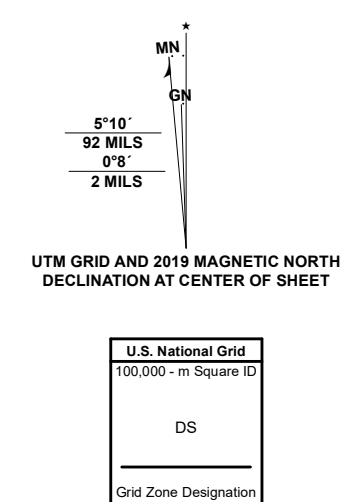 MN
GN
5°10´
92 MILS
0°8´
2 MILS
UTM GRID AND 2019 MAGNETIC NORTH
DECLINATION AT CENTER OF SHEET
U.S. National Grid
100,000 - m Square ID
DS
Grid Zone Designation